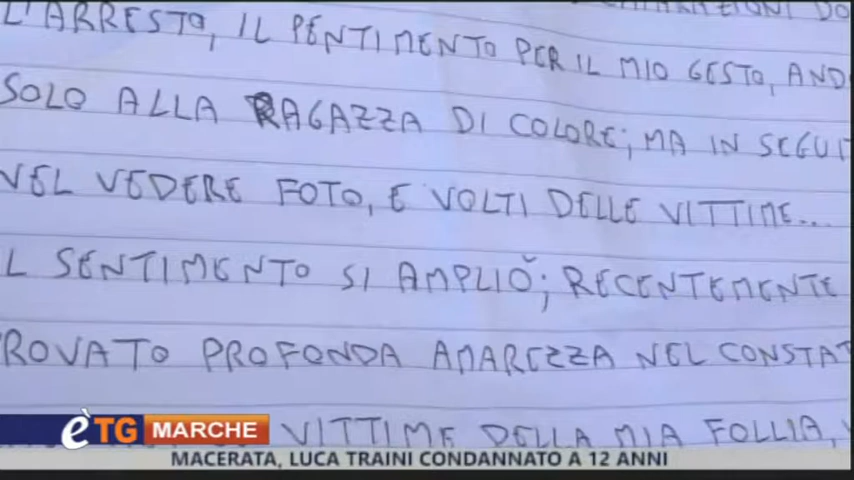 L'ARRESTO, IL PENTIMENTO PER IL MIO GESTO, AND
SOLO ALLA RAGAZZA DI COLORE; MA IN SEGUIT
NEL VEDERE FOTO, E VOLTI DELLE VITTIME...
L SENTIMENTO SI AMPLIÒ; RECENTEMENTE
ROVATO PROFONDA AMAREZZA NEL CONSTAT
VITTIME DELLA MIA FOLLIA,
è TG MARCHE
MACERATA, LUCA TRAINI CONDANNATO A 12 ANNI